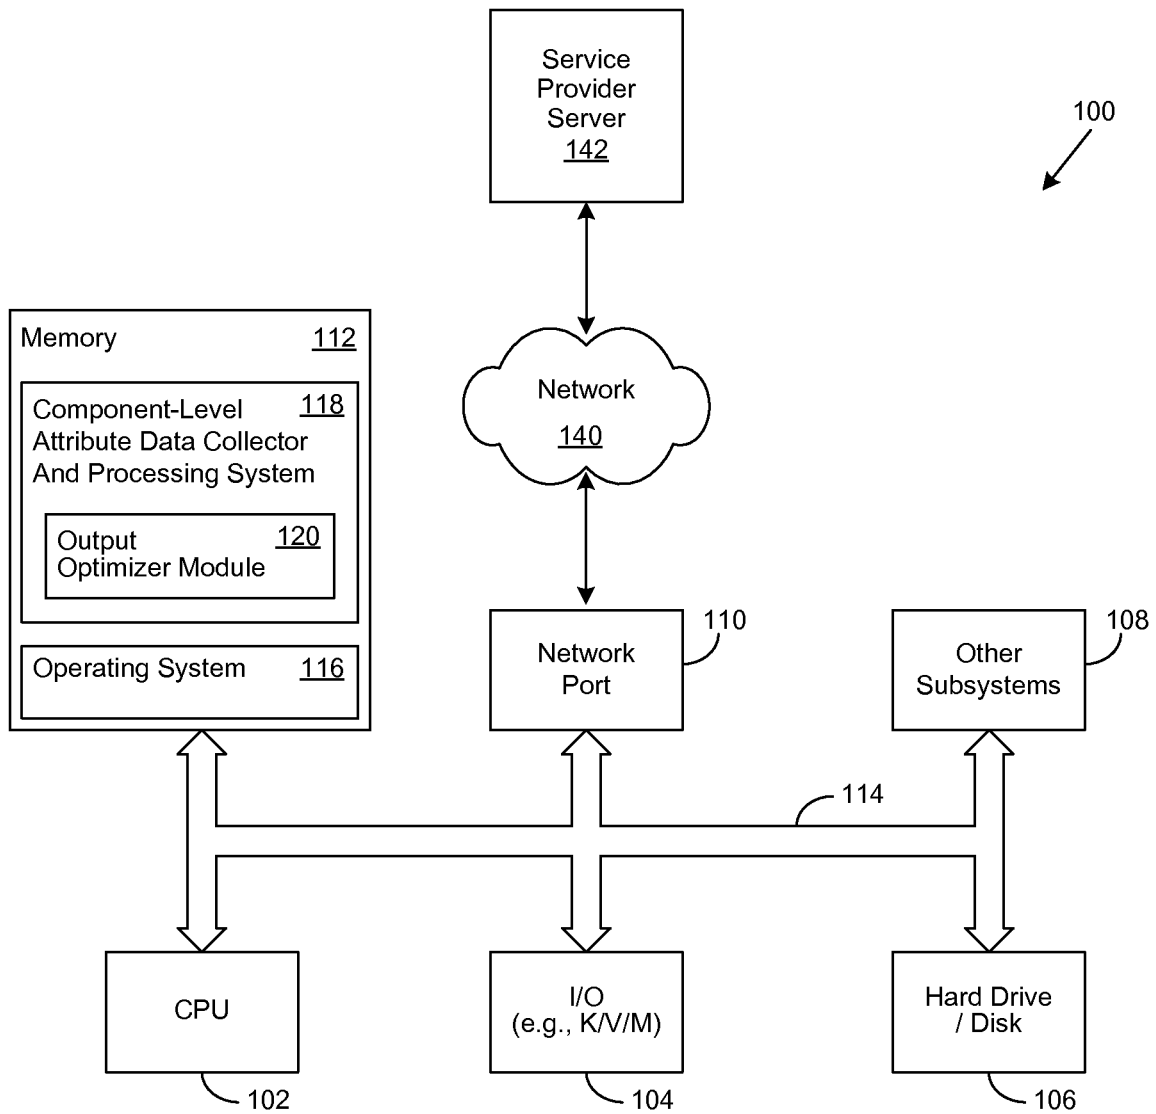 Service
Provider
Server
142
100
Memory 112
Component-Level 118
Attribute Data Collector
And Processing System
Output 120
Optimizer Module
Operating System 116
Network
140
Network
Port
110
Other
Subsystems
108
114
CPU
102
I/O
(e.g., K/V/M)
104
Hard Drive
/ Disk
106